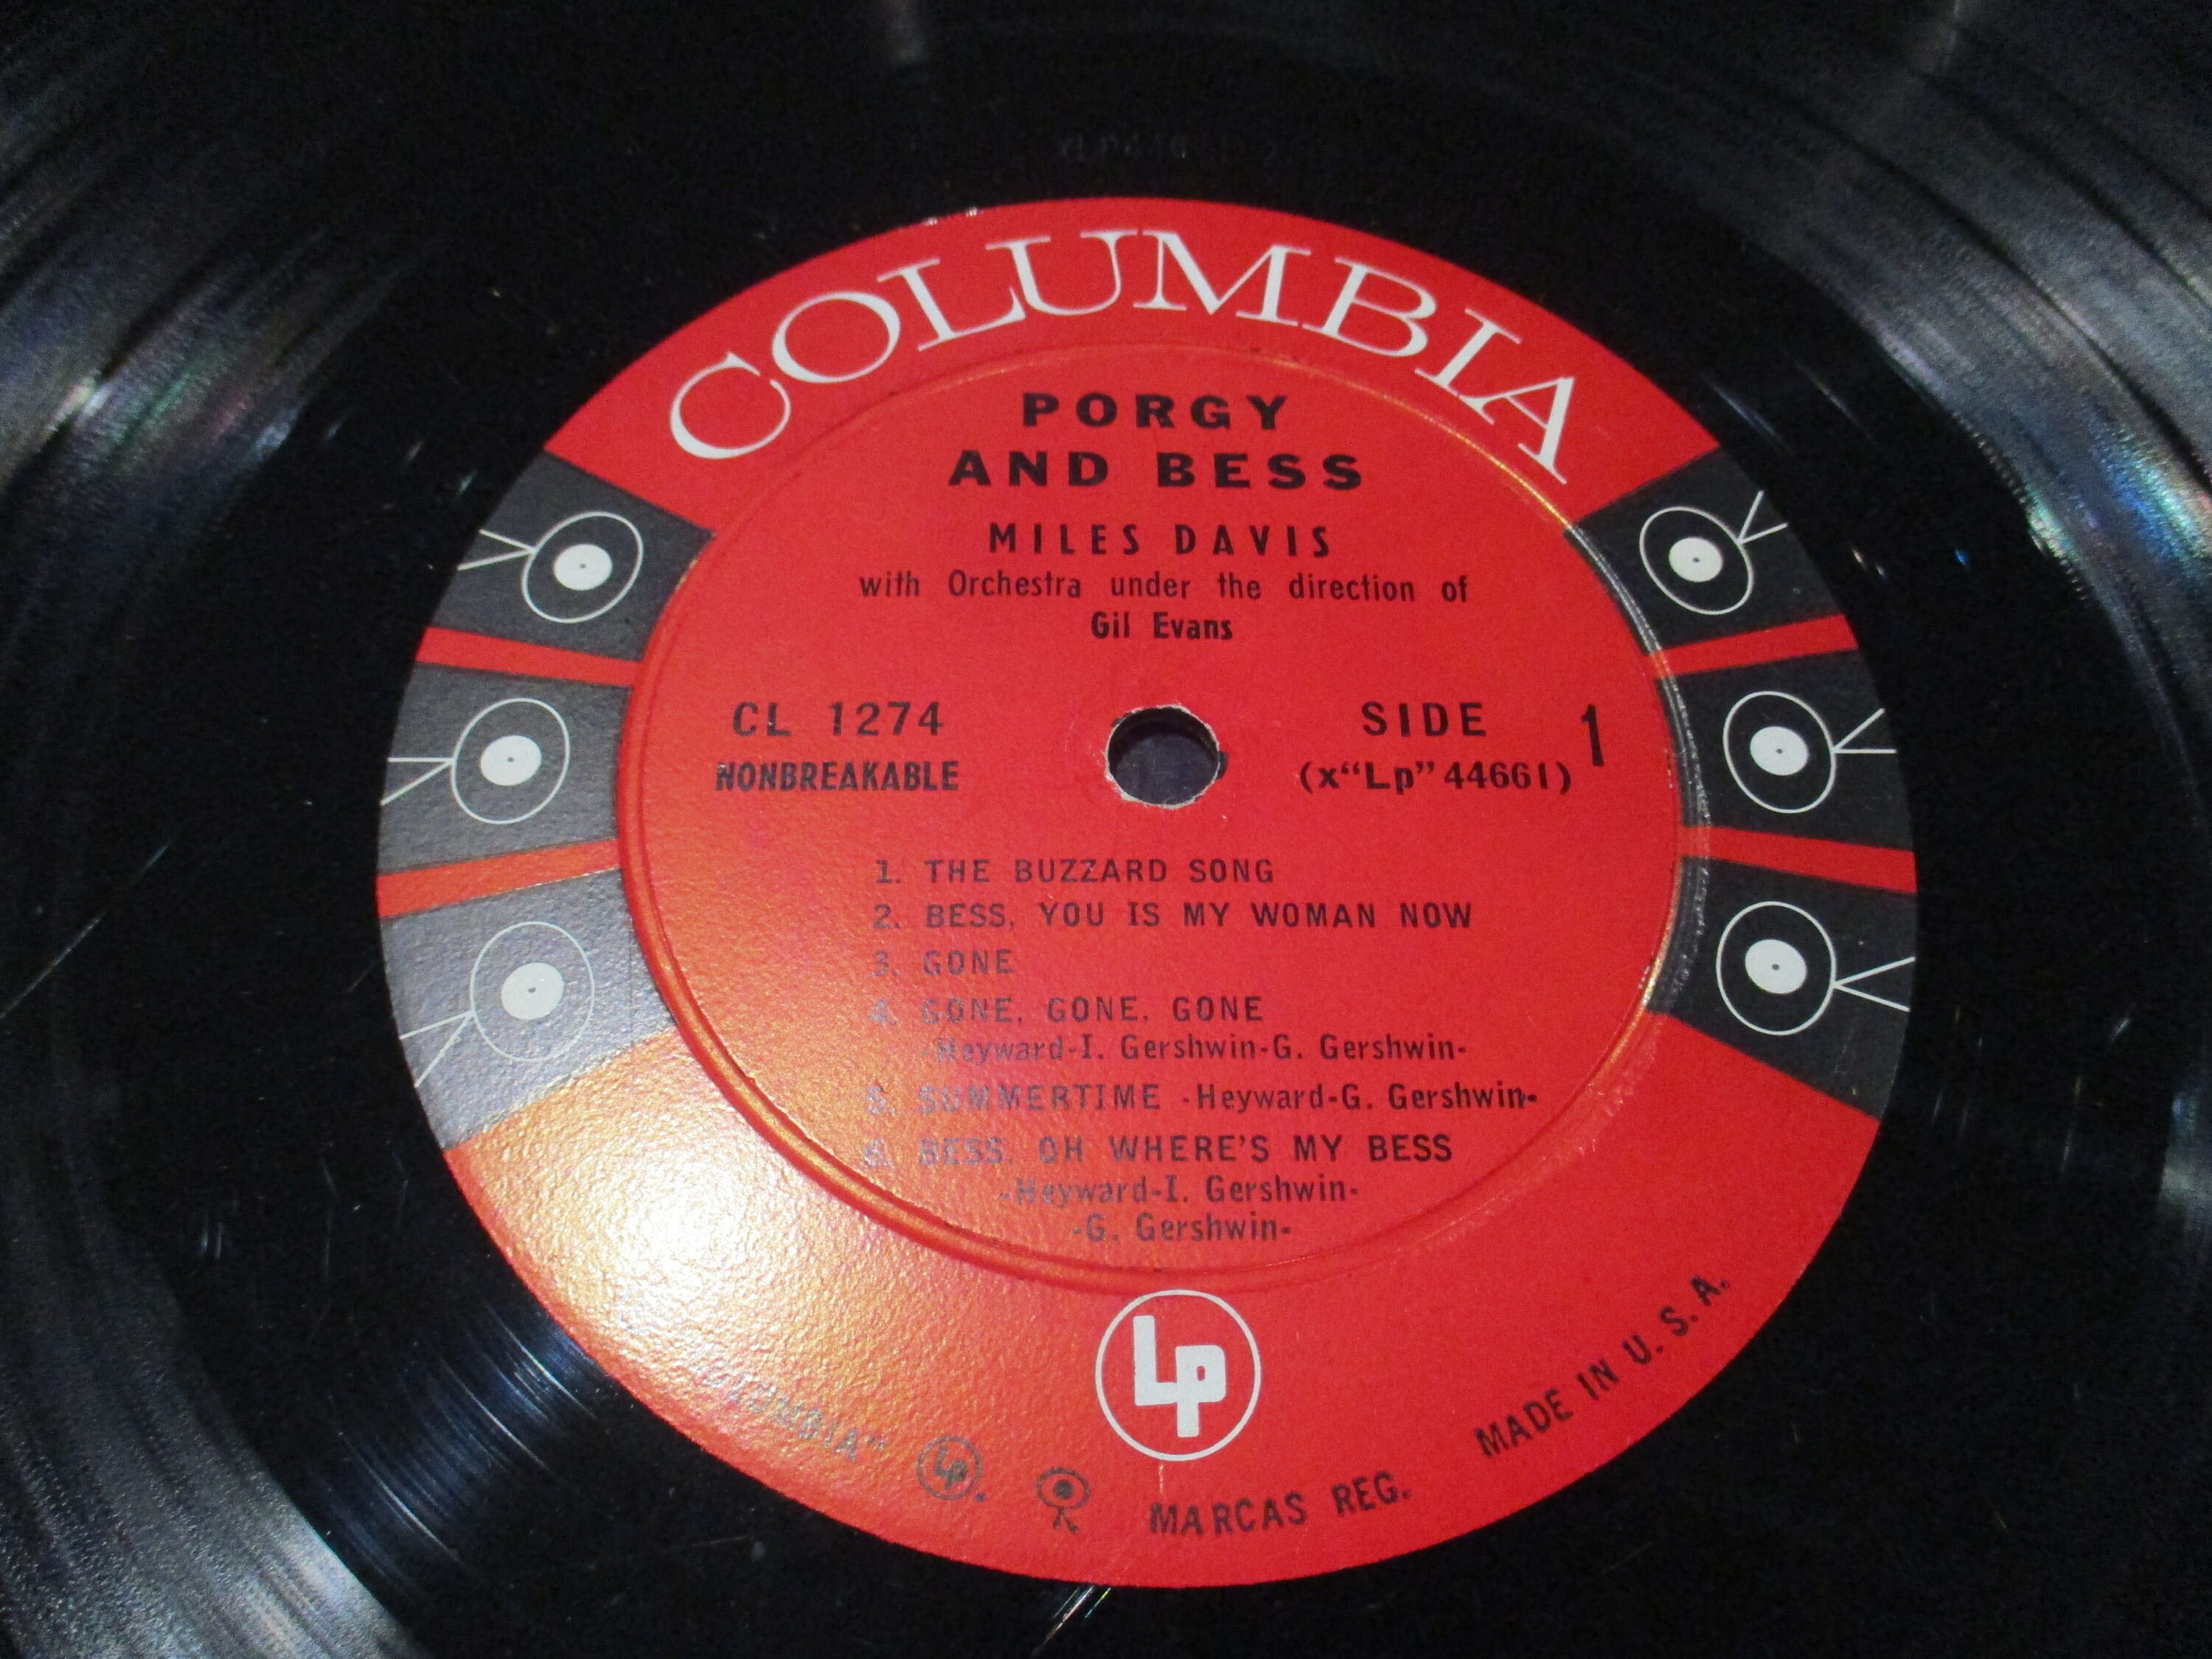 COLUMBIA
PORGY
AND BESS
MILES DAVIS
with Orchestra under the direction of
Gil Evans
CL 1274
NONBREAKABLE
SIDE 1
(x“Lp”44661)
1. THE BUZZARD SONG
2. BESS, YOU IS MY WOMAN NOW
3. GONE
4. GONE, GONE, GONE
-Heyward-I. Gershwin-G. Gershwin-
5. SUMMERTIME -Heyward-G. Gershwin-
6. BESS, OH WHERE'S MY BESS
-Heyward-I. Gershwin-
-G. Gershwin-
Lp
Lp. MARCAS REG. MADE IN U.S.A.